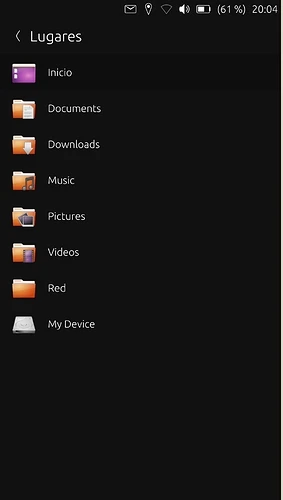 (61 %) 20:04
Lugares
Inicio
Documents
Downloads
Music
Pictures
Videos
Red
My Device